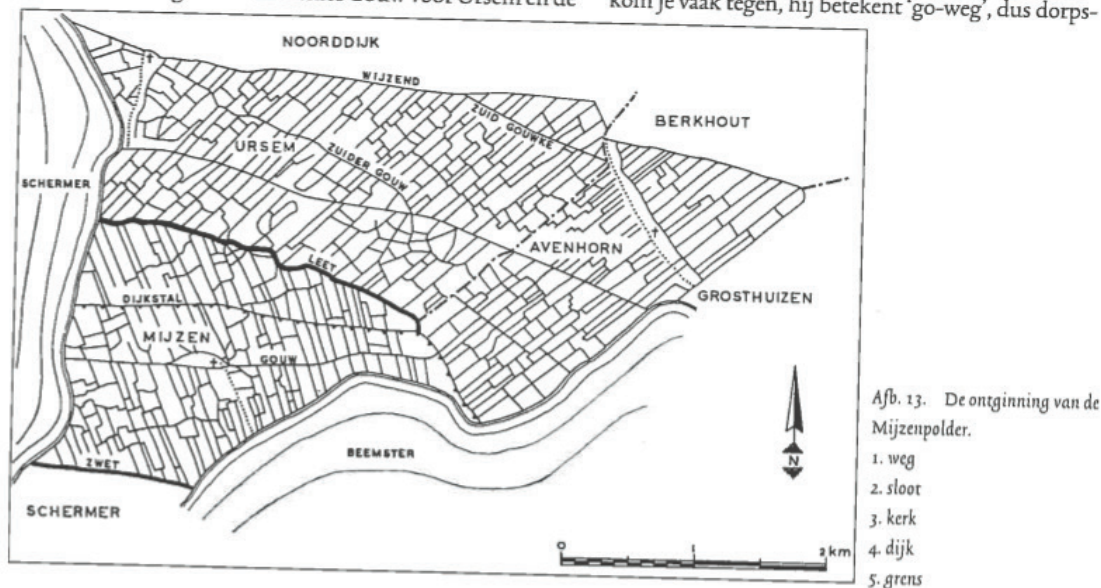 kom je vaak tegen, hij betekent ‘go-weg’, dus dorps-
NOORDDIJK
WIJZEND
ZUID GOUWKE
BERKHOUT
URSEM
ZUIDER GOUW
SCHERMER
AVENHORN
LEET
GROSTHUIZEN
DIJKSTAL
MIJZEN
GOUW
BEEMSTER
ZWET
SCHERMER
N
0 1 2 km
Afb. 13. De ontginning van de
Mijzenpolder.
1. weg
2. sloot
3. kerk
4. dijk
5. grens